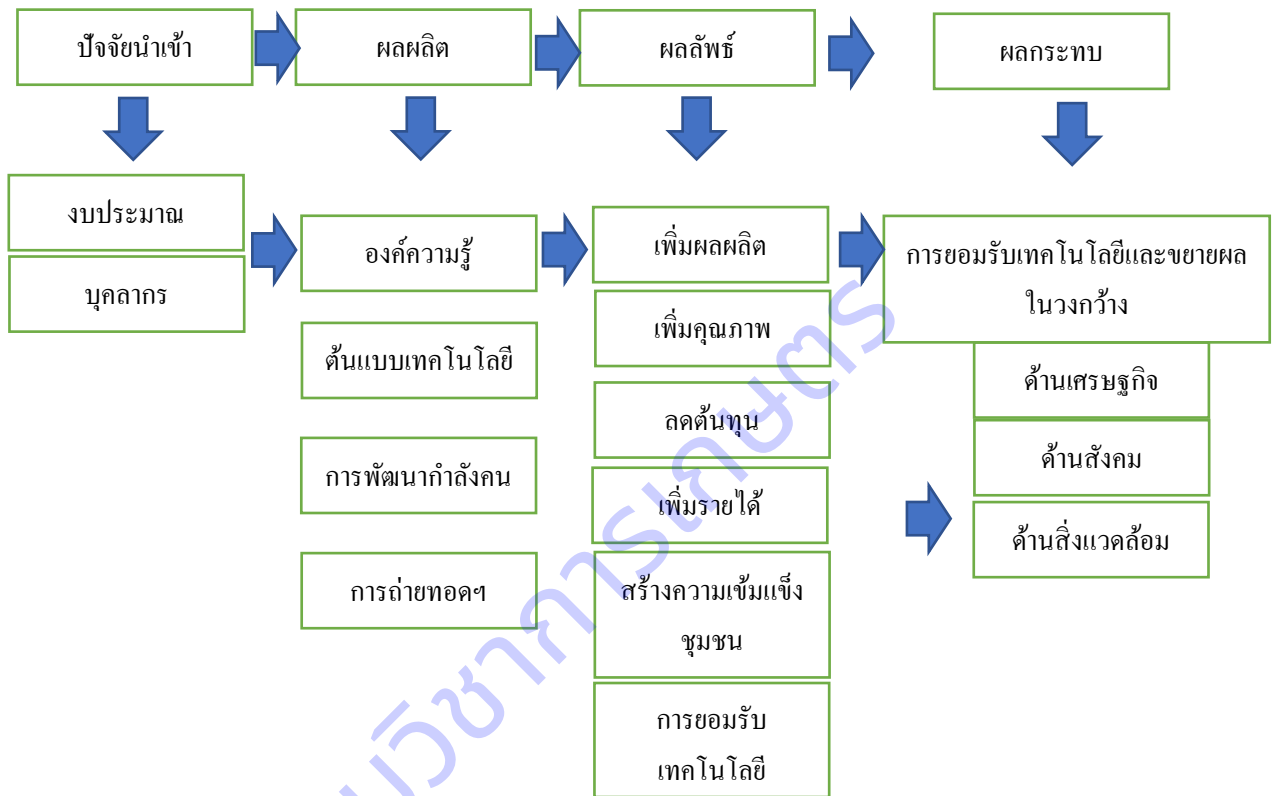 ปัจจัยนำเข้า
ผลผลิต
ผลลัพธ์
ผลกระทบ
งบประมาณ
บุคลากร
องค์ความรู้
ต้นแบบเทคโนโลยี
การพัฒนากำลังคน
การถ่ายทอดฯ
เพิ่มผลผลิต
เพิ่มคุณภาพ
ลดต้นทุน
เพิ่มรายได้
สร้างความเข้มแข็ง
ชุมชน
การยอมรับ
เทคโนโลยี
การยอมรับเทคโนโลยีและขยายผล
ในวงกว้าง
ด้านเศรษฐกิจ
ด้านสังคม
ด้านสิ่งแวดล้อม
วิชาการเกษตร